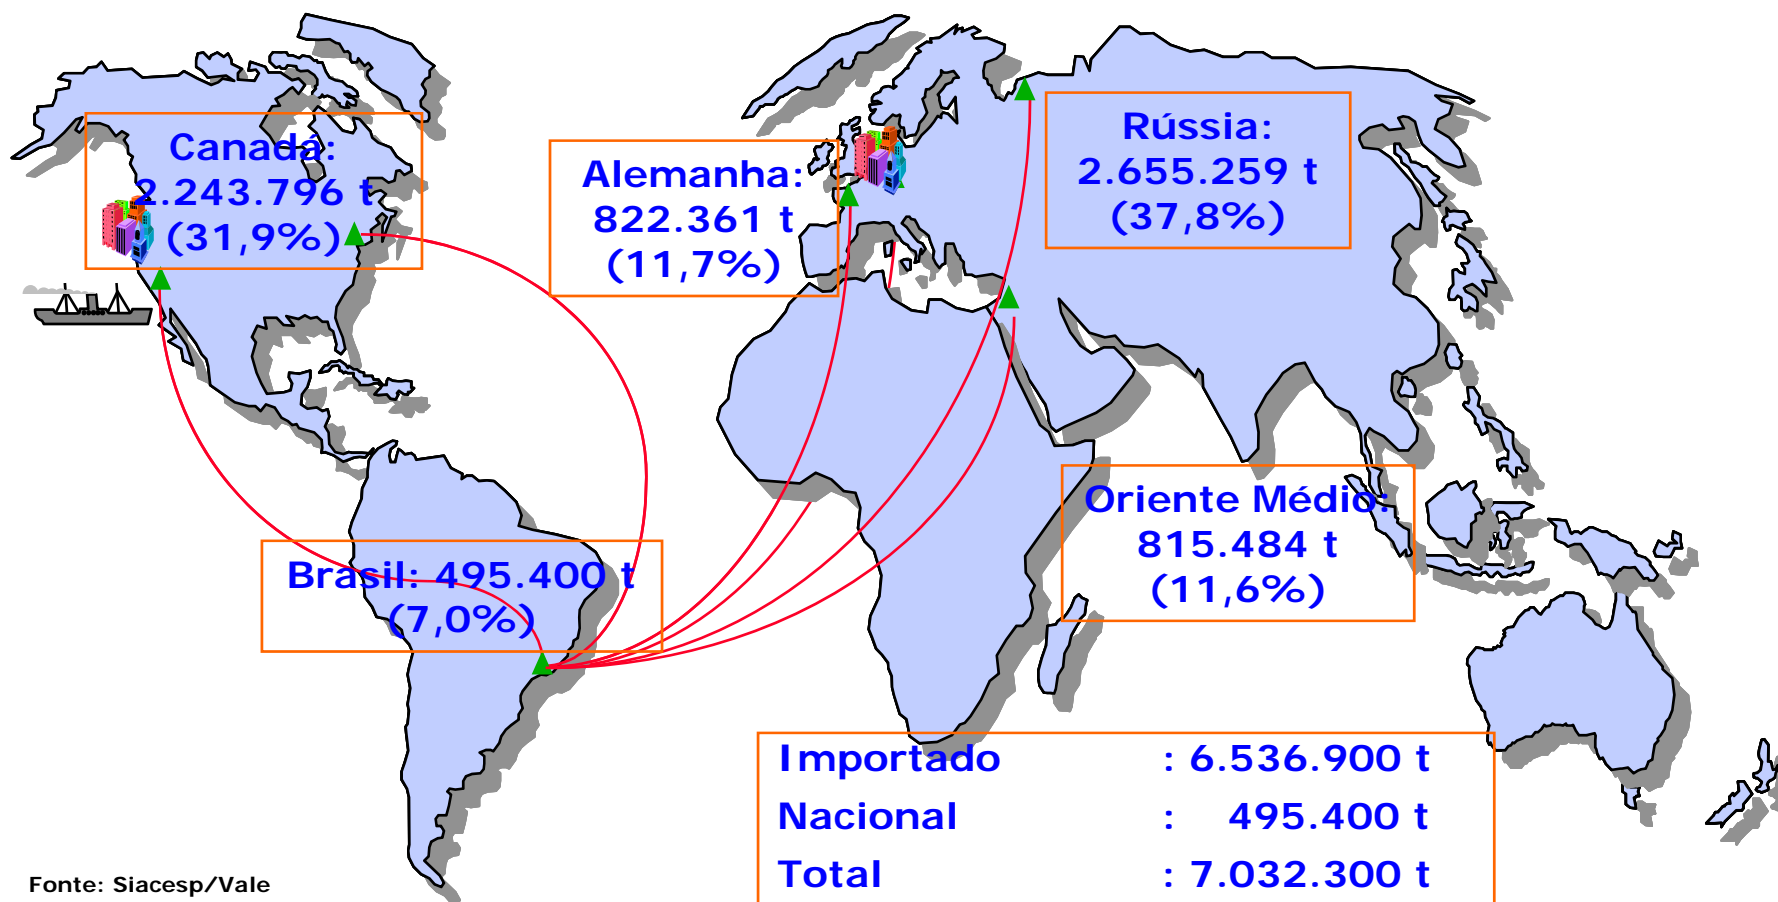 Canadá:
2.243.796 t
(31,9%)
Alemanha:
822.361 t
(11,7%)
Rússia:
2.655.259 t
(37,8%)
Oriente Médio:
815.484 t
(11,6%)
Brasil: 495.400 t
(7,0%)
Importado : 6.536.900 t
Nacional : 495.400 t
Total : 7.032.300 t
Fonte: Siacesp/Vale